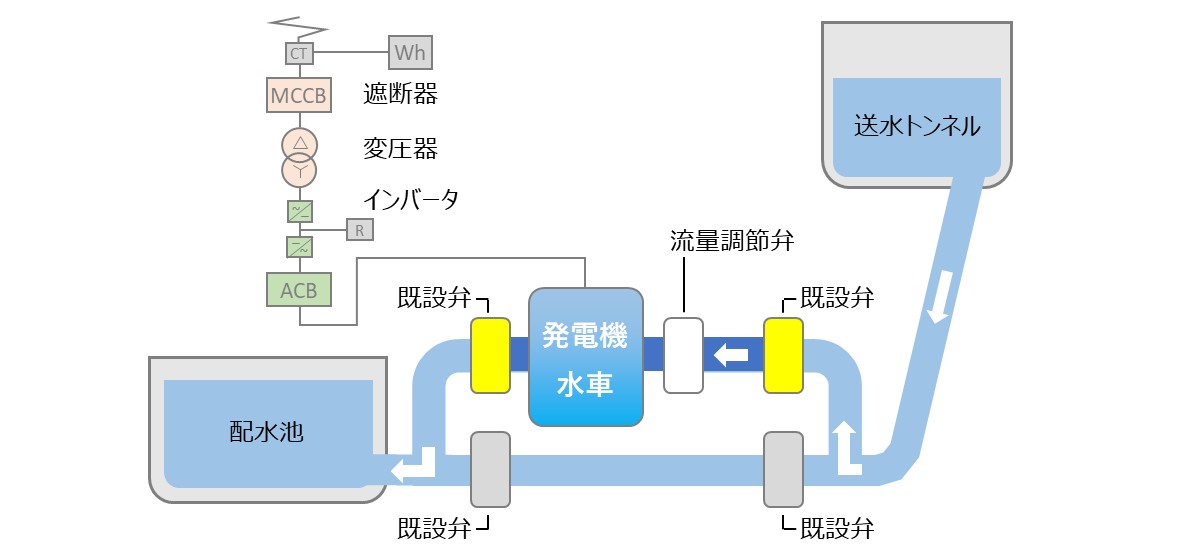 CT
Wh
MCCB
遮断器
変圧器
インバータ
R
ACB
送水トンネル
流量調節弁
既設弁
既設弁
発電機
水車
配水池
既設弁
既設弁